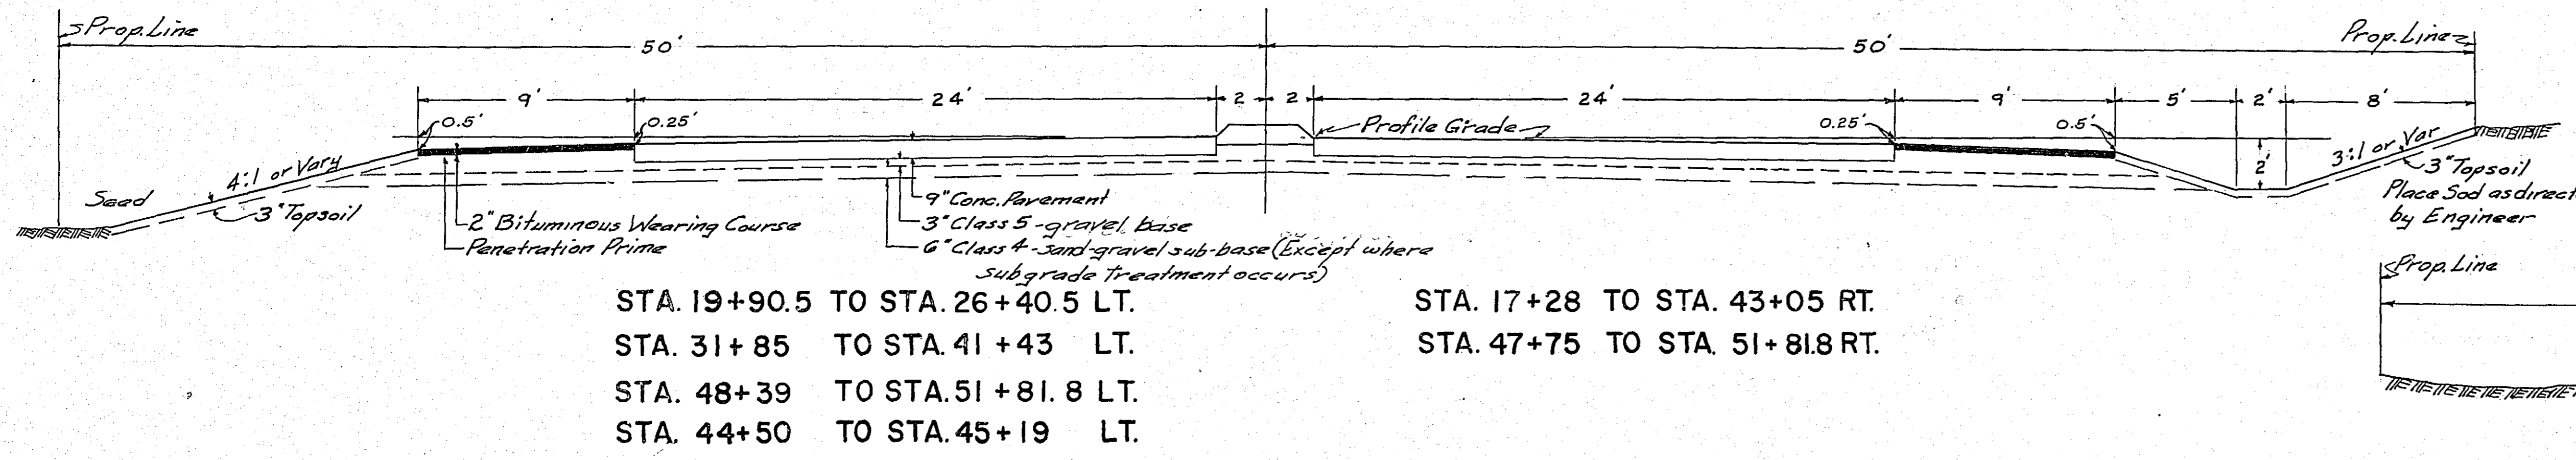 Prop. Line
50'
50'
Prop. Line
9'
24'
2
2
24'
9'
5'
2'
8'
0.5'
0.25'
Profile Grade
0.25'
0.5'
2'
Seed
4:1 or Vary
3" Topsoil
2" Bituminous Wearing Course
Penetration Prime
9" Conc. Pavement
3" Class 5 - gravel base
6" Class 4 - sand-gravel sub-base (Except where
subgrade treatment occurs)
3:1 or Var
3" Topsoil
Place Sod as direct
by Engineer
Prop. Line
STA. 19+90.5 TO STA. 26+40.5 LT.
STA. 31+85 TO STA. 41+43 LT.
STA. 48+39 TO STA. 51+81.8 LT.
STA. 44+50 TO STA. 45+19 LT.
STA. 17+28 TO STA. 43+05 RT.
STA. 47+75 TO STA. 51+81.8 RT.